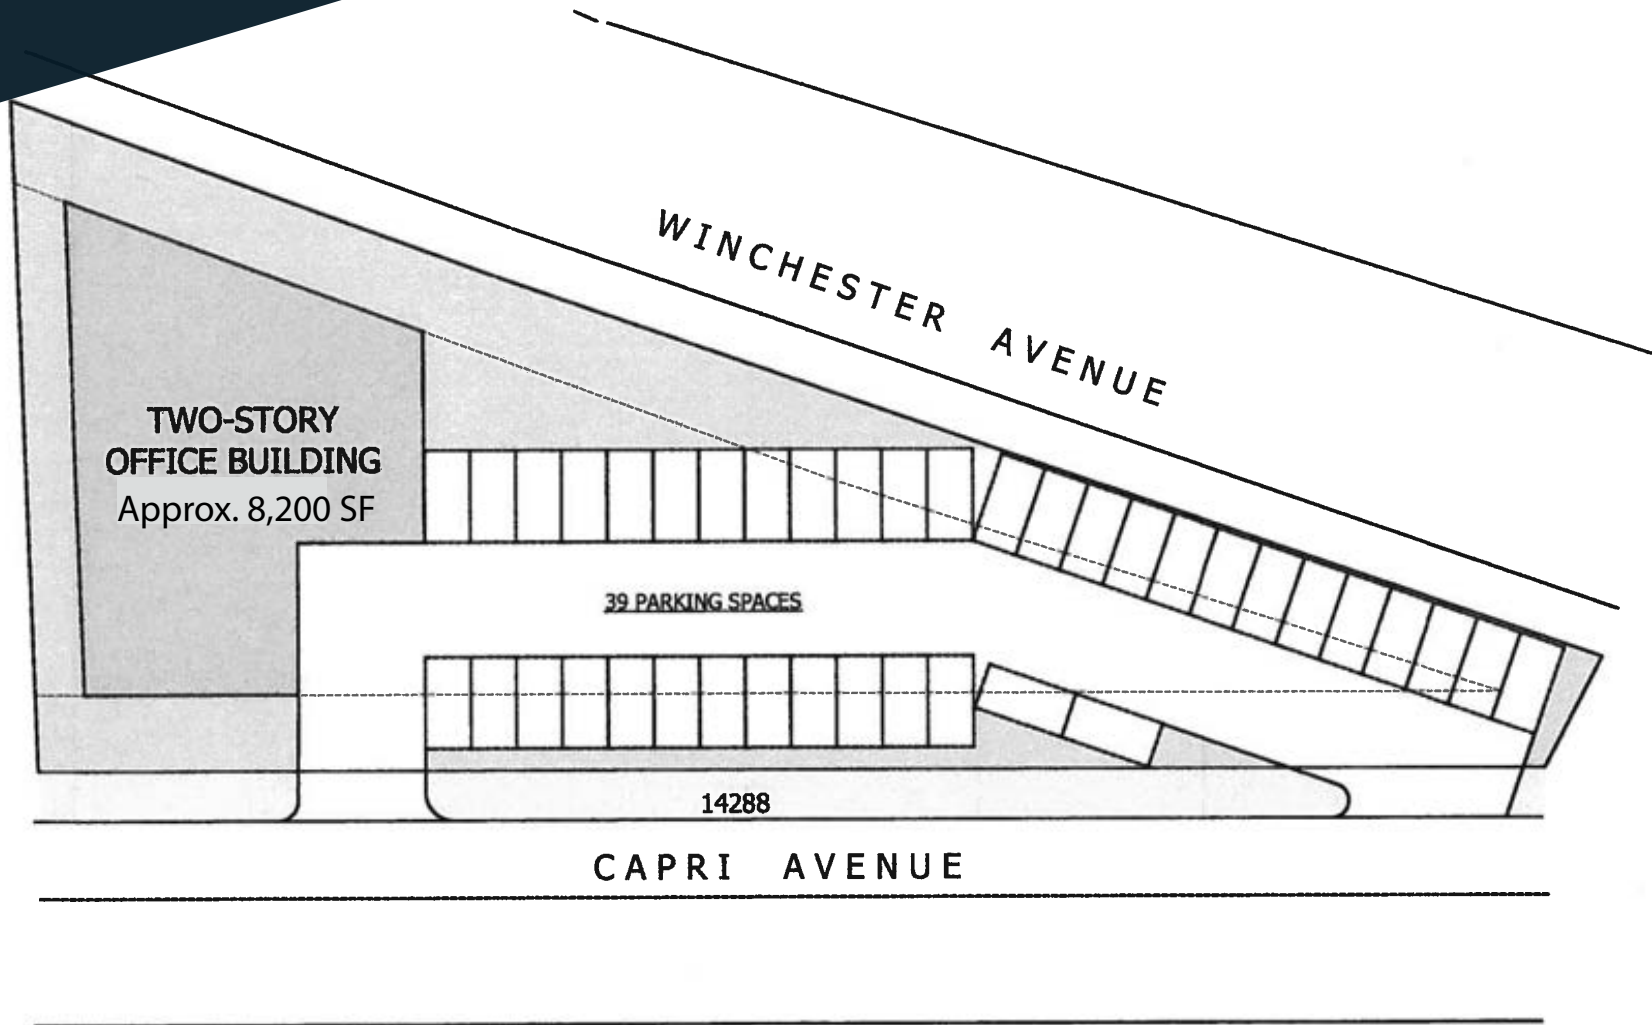 WINCHESTER AVENUE
TWO-STORY
OFFICE BUILDING
Approx. 8,200 SF
39 PARKING SPACES
14288
CAPRI AVENUE